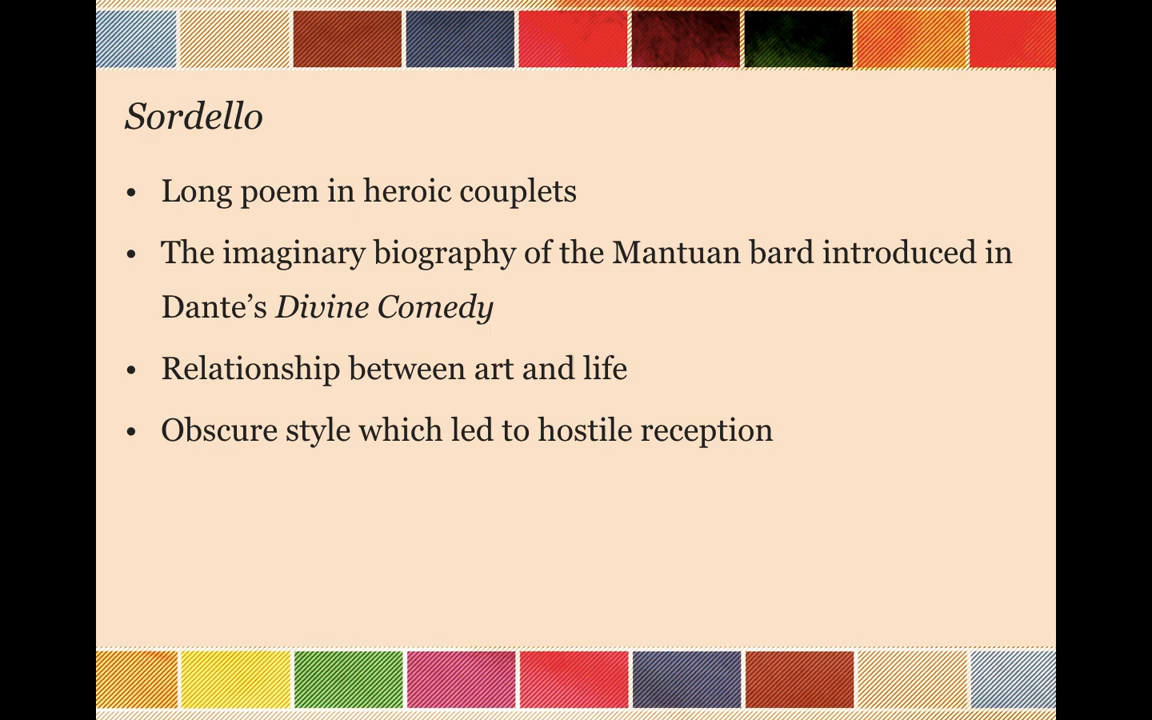 Sordello
• Long poem in heroic couplets
• The imaginary biography of the Mantuan bard introduced in
Dante’s Divine Comedy
• Relationship between art and life
• Obscure style which led to hostile reception